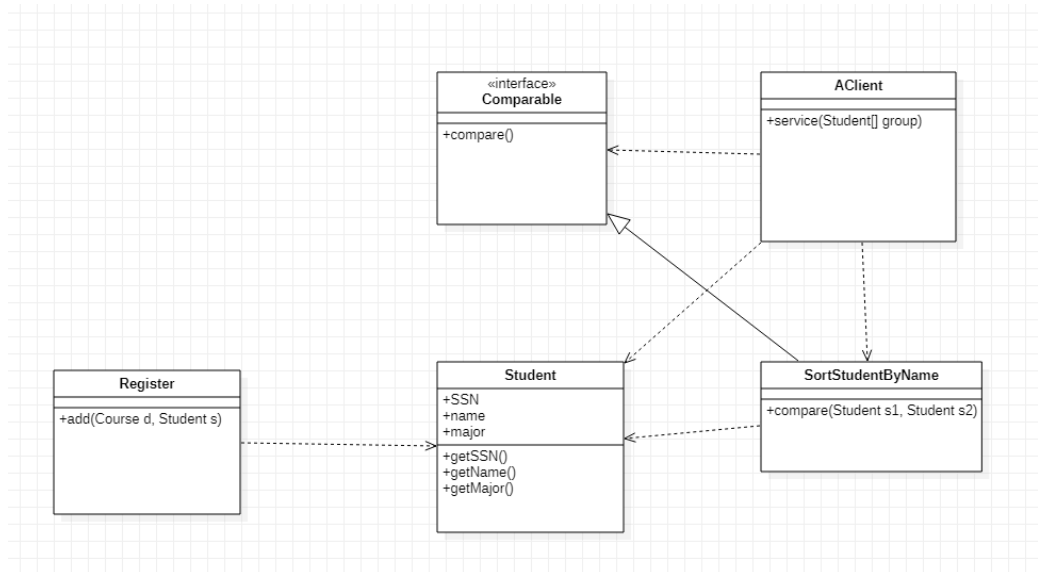 «interface»
Comparable
+compare()
AClient
+service(Student[] group)
Register
+add(Course d, Student s)
Student
+SSN
+name
+major
+getSSN()
+getName()
+getMajor()
SortStudentByName
+compare(Student s1, Student s2)